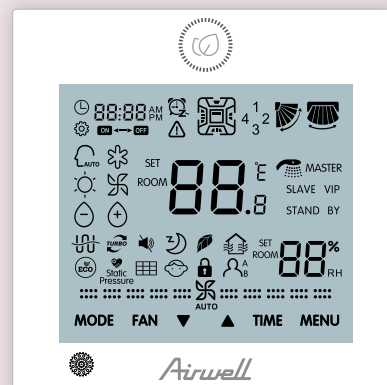 88:88 AM PM
ON OFF
1
4 2
3
AUTO
SET
ROOM
88.8
°C °F
MASTER
SLAVE VIP
STAND BY
TURBO
ECO
Static
Pressure
A
B
SET
ROOM
88%
RH
AUTO
MODE FAN ▼ ▲ TIME MENU
Airwell